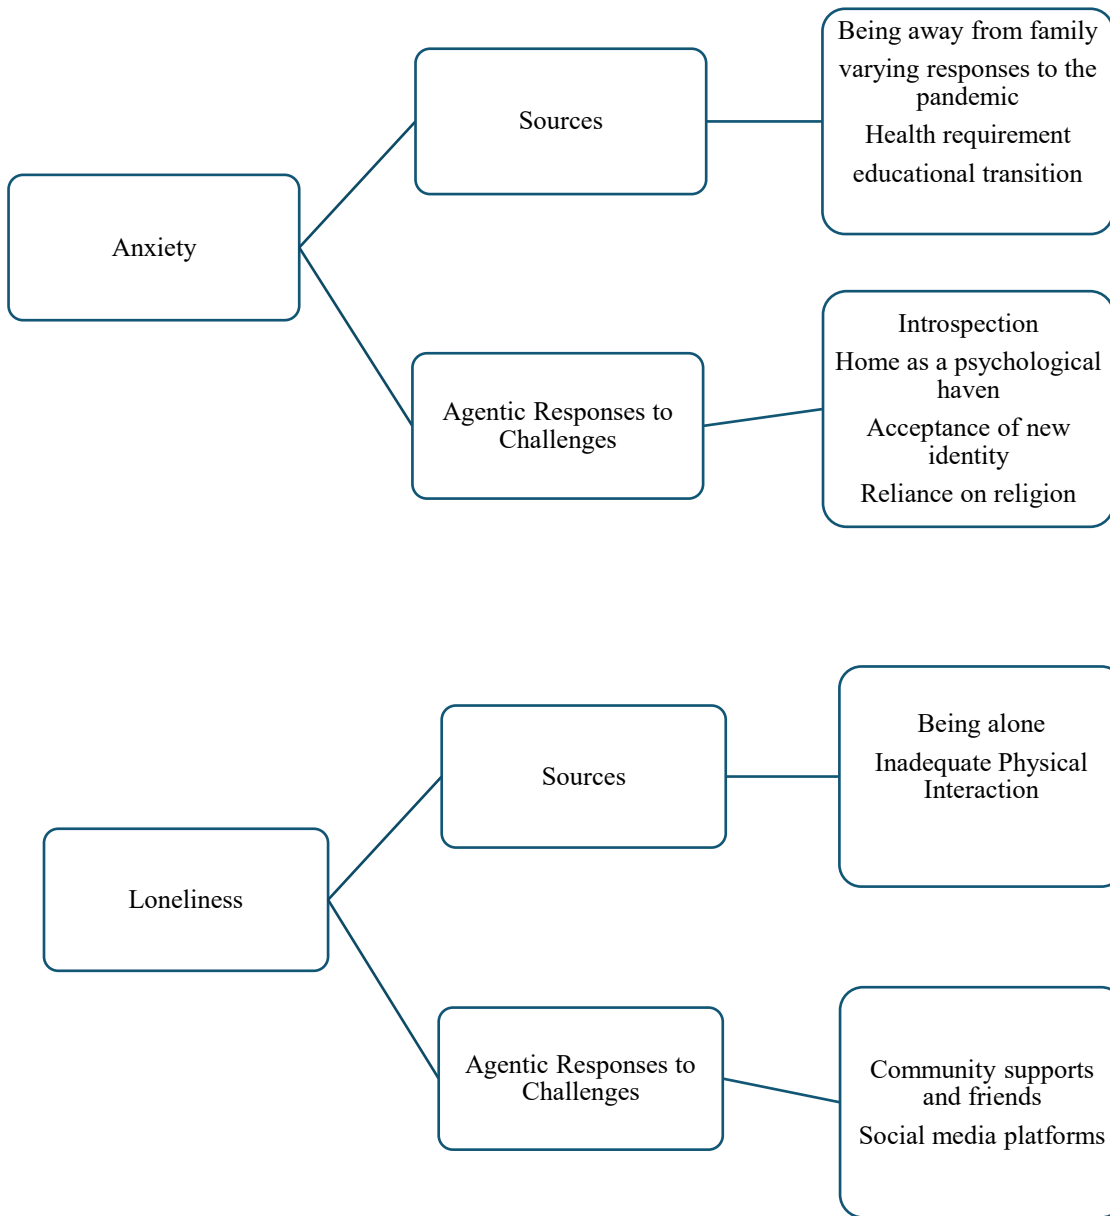 Anxiety
Sources
Being away from family
varying responses to the
pandemic
Health requirement
educational transition
Agentic Responses to
Challenges
Introspection
Home as a psychological
haven
Acceptance of new
identity
Reliance on religion
Loneliness
Sources
Being alone
Inadequate Physical
Interaction
Agentic Responses to
Challenges
Community supports
and friends
Social media platforms